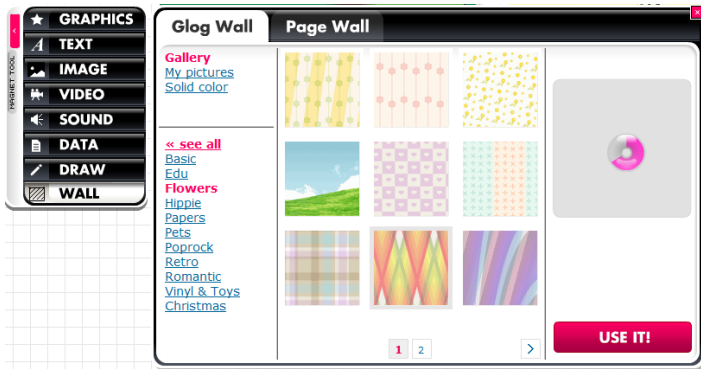 GRAPHICS
TEXT
IMAGE
VIDEO
SOUND
DATA
DRAW
WALL
MAGNET TOOL
Glog Wall
Page Wall
Gallery
My pictures
Solid color
« see all
Basic
Edu
Flowers
Hippie
Papers
Pets
Poprock
Retro
Romantic
Vinyl & Toys
Christmas
1 2
USE IT!